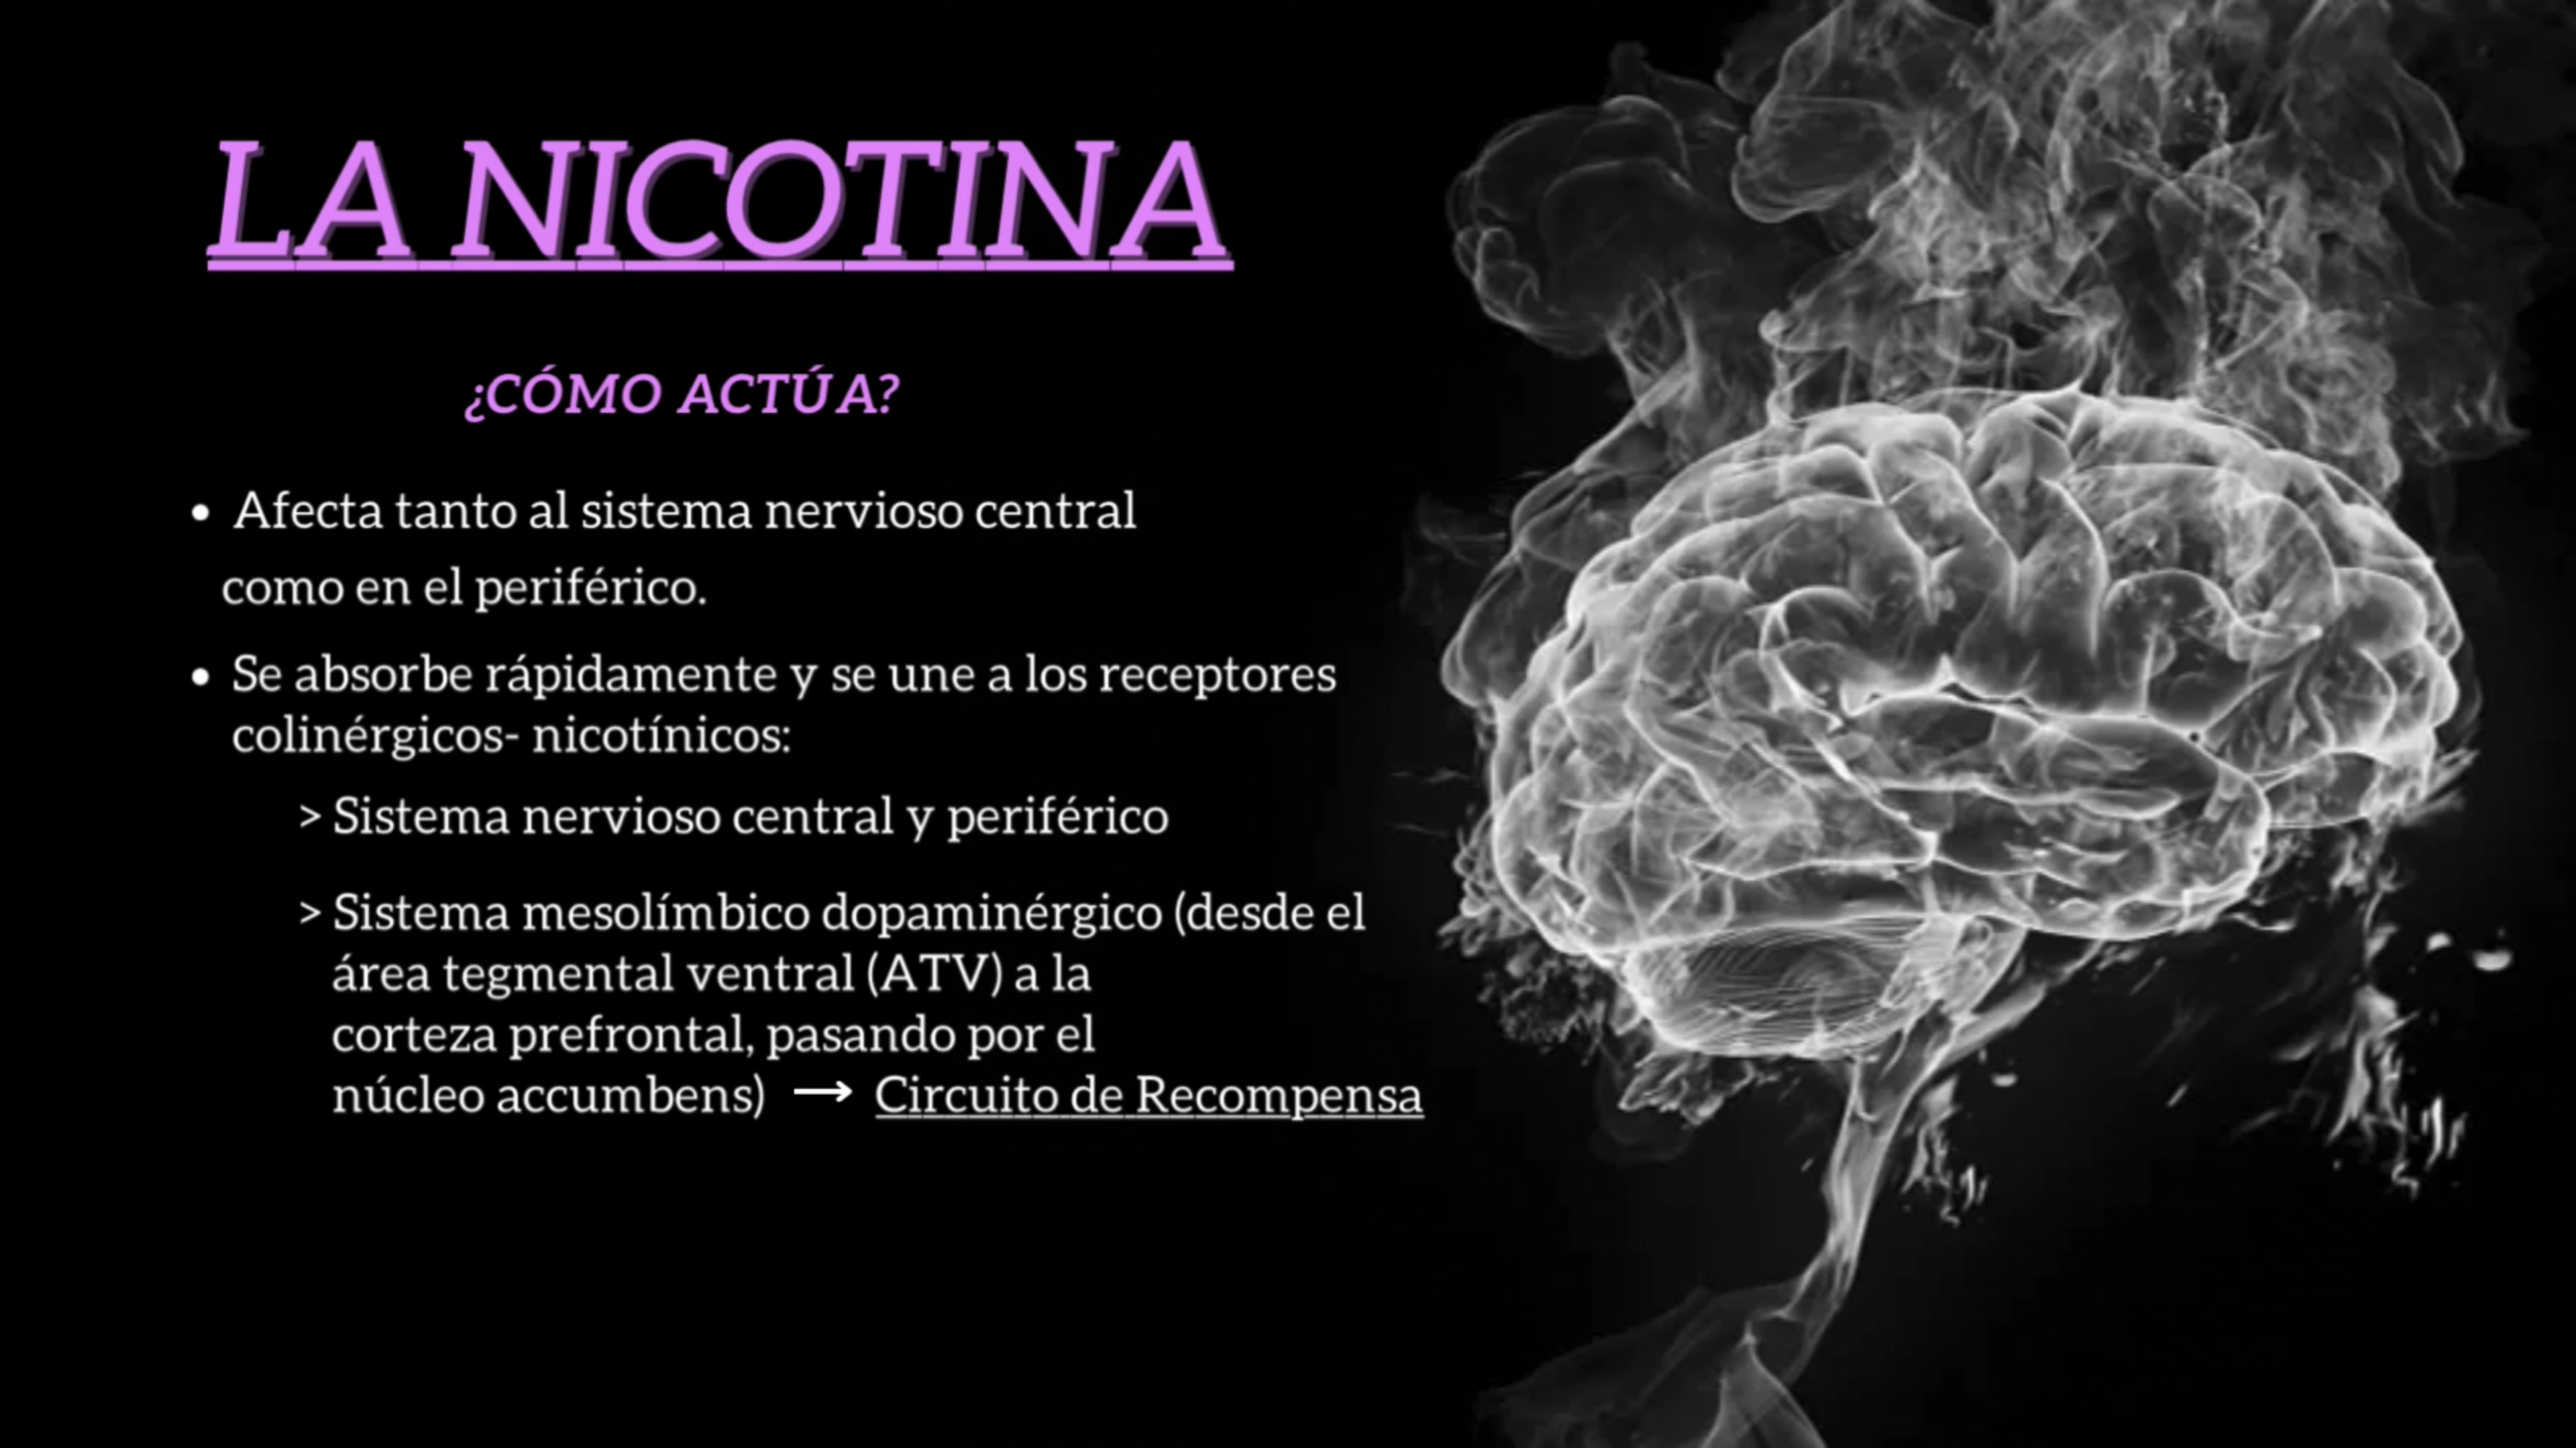 LA NICOTINA
¿CÓMO ACTÚA?
• Afecta tanto al sistema nervioso central
como en el periférico.
• Se absorbe rápidamente y se une a los receptores
colinérgicos- nicotínicos:
> Sistema nervioso central y periférico
> Sistema mesolímbico dopaminérgico (desde el
área tegmental ventral (ATV) a la
corteza prefrontal, pasando por el
núcleo accumbens) → Circuito de Recompensa